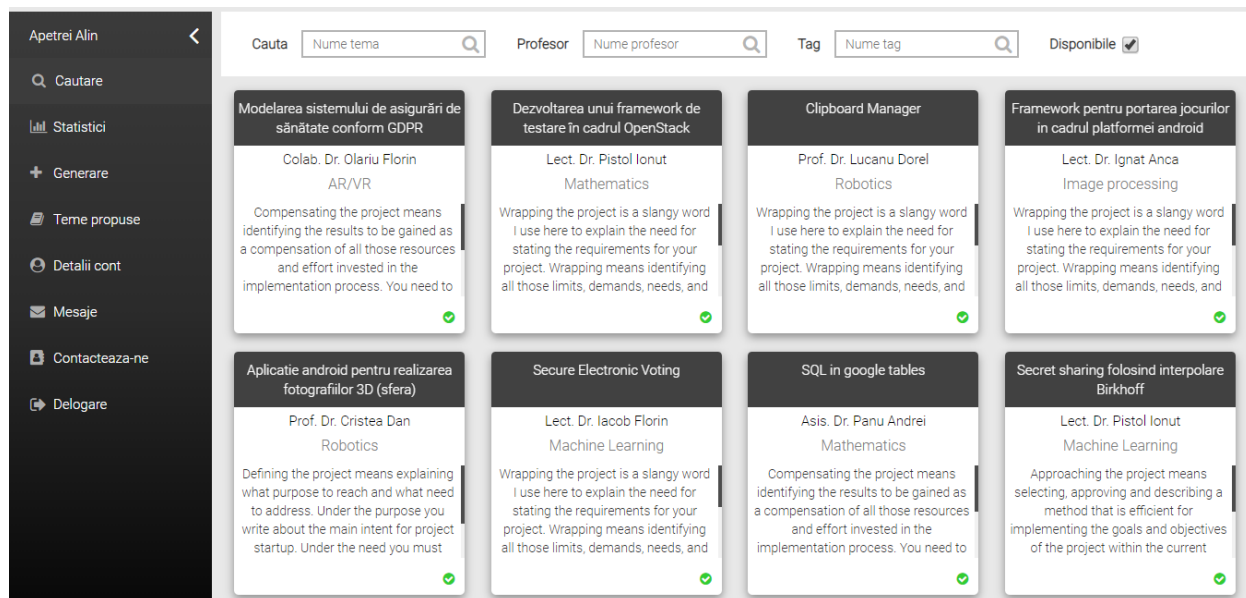 Apetrei Alin
Cautare
Statistici
Generare
Teme propuse
Detalii cont
Mesaje
Contacteaza-ne
Delogare
Cauta Nume tema Profesor Nume profesor Tag Nume tag Disponibile
Modelarea sistemului de asigurări de
sănătate conform GDPR
Colab. Dr. Olariu Florin
AR/VR
Compensating the project means
identifying the results to be gained as
a compensation of all those resources
and effort invested in the
implementation process. You need to
Dezvoltarea unui framework de
testare în cadrul OpenStack
Lect. Dr. Pistol Ionut
Mathematics
Wrapping the project is a slangy word
I use here to explain the need for
stating the requirements for your
project. Wrapping means identifying
all those limits, demands, needs, and
Clipboard Manager
Prof. Dr. Lucanu Dorel
Robotics
Wrapping the project is a slangy word
I use here to explain the need for
stating the requirements for your
project. Wrapping means identifying
all those limits, demands, needs, and
Framework pentru portarea jocurilor
in cadrul platformei android
Lect. Dr. Ignat Anca
Image processing
Wrapping the project is a slangy word
I use here to explain the need for
stating the requirements for your
project. Wrapping means identifying
all those limits, demands, needs, and
Aplicatie android pentru realizarea
fotografiilor 3D (sfera)
Prof. Dr. Cristea Dan
Robotics
Defining the project means explaining
what purpose to reach and what need
to address. Under the purpose you
write about the main intent for project
startup. Under the need you must
Secure Electronic Voting
Lect. Dr. Iacob Florin
Machine Learning
Wrapping the project is a slangy word
I use here to explain the need for
stating the requirements for your
project. Wrapping means identifying
all those limits, demands, needs, and
SQL in google tables
Asis. Dr. Panu Andrei
Mathematics
Compensating the project means
identifying the results to be gained as
a compensation of all those resources
and effort invested in the
implementation process. You need to
Secret sharing folosind interpolare
Birkhoff
Lect. Dr. Pistol Ionut
Machine Learning
Approaching the project means
selecting, approving and describing a
method that is efficient for
implementing the goals and objectives
of the project within the current